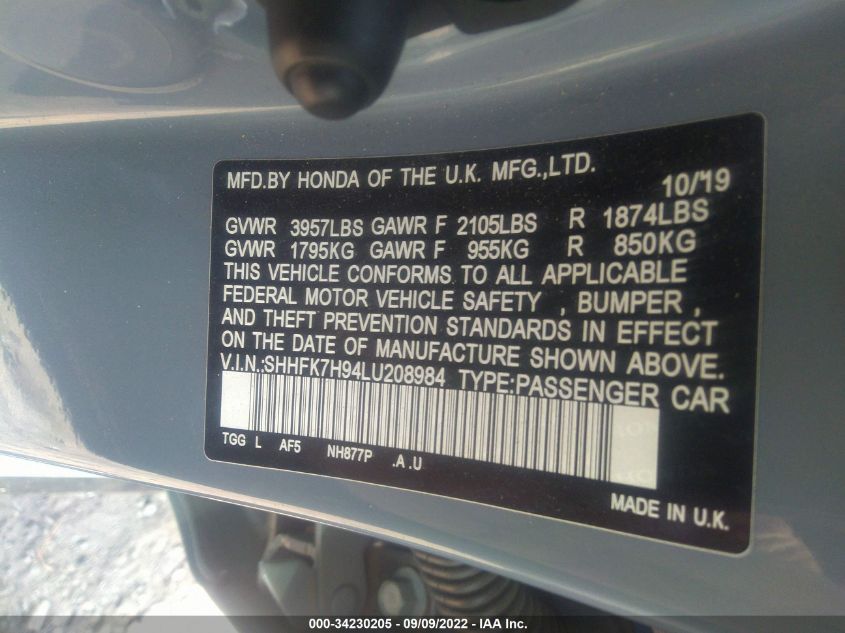 MFD.BY HONDA OF THE U.K. MFG.,LTD. 10/'19
GVWR 3957LBS GAWR F 2105LBS R 1874LBS
GVWR 1795KG GAWR F 955KG R 850KG
THIS VEHICLE CONFORMS TO ALL APPLICABLE
FEDERAL MOTOR VEHICLE SAFETY , BUMPER ,
AND THEFT PREVENTION STANDARDS IN EFFECT
ON THE DATE OF MANUFACTURE SHOWN ABOVE.
V.I.N.:SHHFK7H94LU208984 TYPE:PASSENGER CAR
TGG L AF5 NH877P .A .U
MADE IN U.K.
000-34230205 - 09/09/2022 - IAA Inc.